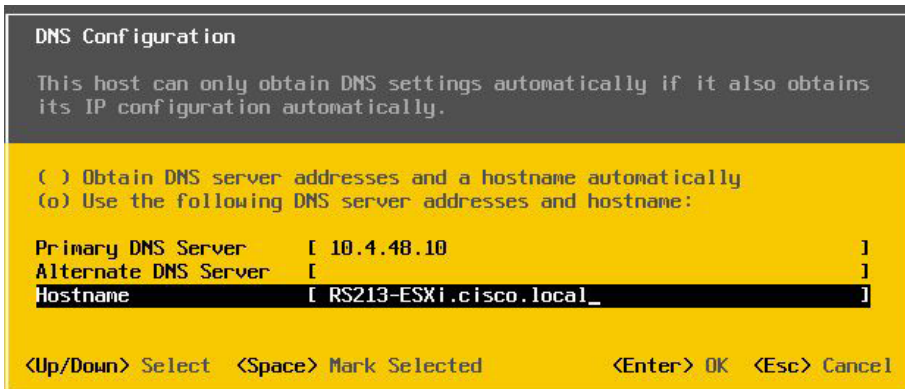 DNS Configuration
This host can only obtain DNS settings automatically if it also obtains
its IP configuration automatically.
( ) Obtain DNS server addresses and a hostname automatically
(o) Use the following DNS server addresses and hostname:
Primary DNS Server [ 10.4.48.10 ]
Alternate DNS Server [ ]
Hostname [ RS213-ESXi.cisco.local_ ]
<Up/Down> Select <Space> Mark Selected <Enter> OK <Esc> Cancel